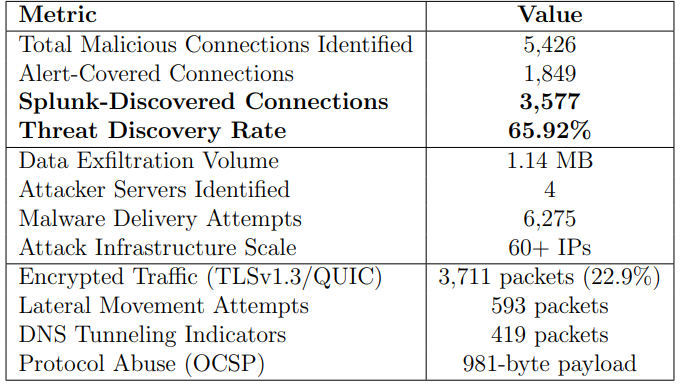 Metric Value
Total Malicious Connections Identified 5,426
Alert-Covered Connections 1,849
Splunk-Discovered Connections 3,577
Threat Discovery Rate 65.92%
Data Exfiltration Volume 1.14 MB
Attacker Servers Identified 4
Malware Delivery Attempts 6,275
Attack Infrastructure Scale 60+ IPs
Encrypted Traffic (TLSv1.3/QUIC) 3,711 packets (22.9%)
Lateral Movement Attempts 593 packets
DNS Tunneling Indicators 419 packets
Protocol Abuse (OCSP) 981-byte payload